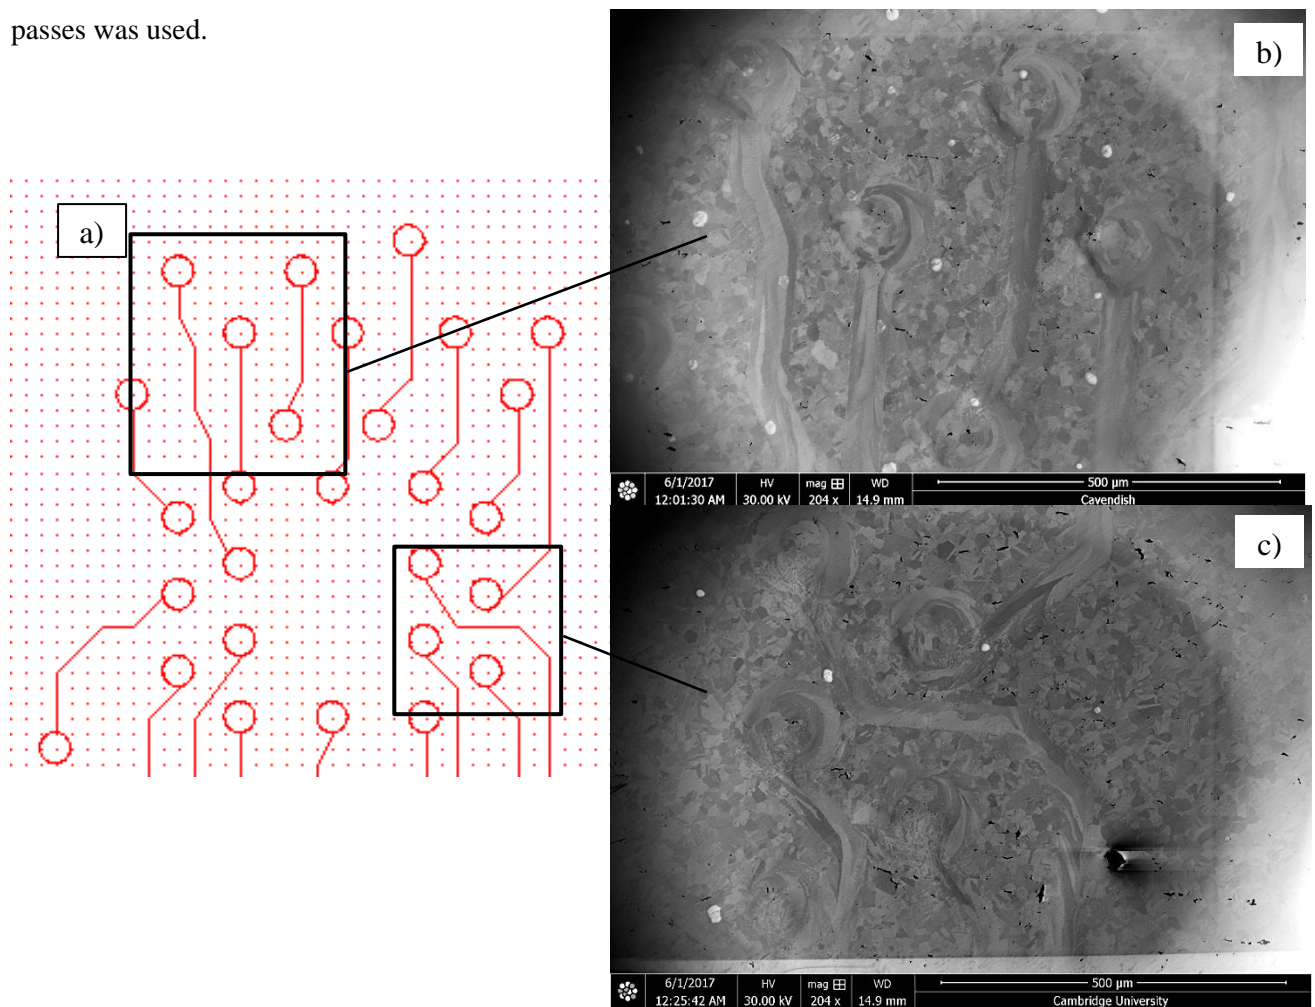 passes was used.
a)
b)
6/1/2017 HV mag WD 500 µm
12:01:30 AM 30.00 kV 204 x 14.9 mm Cavendish
c)
6/1/2017 HV mag WD 500 µm
12:25:42 AM 30.00 kV 204 x 14.9 mm Cambridge University